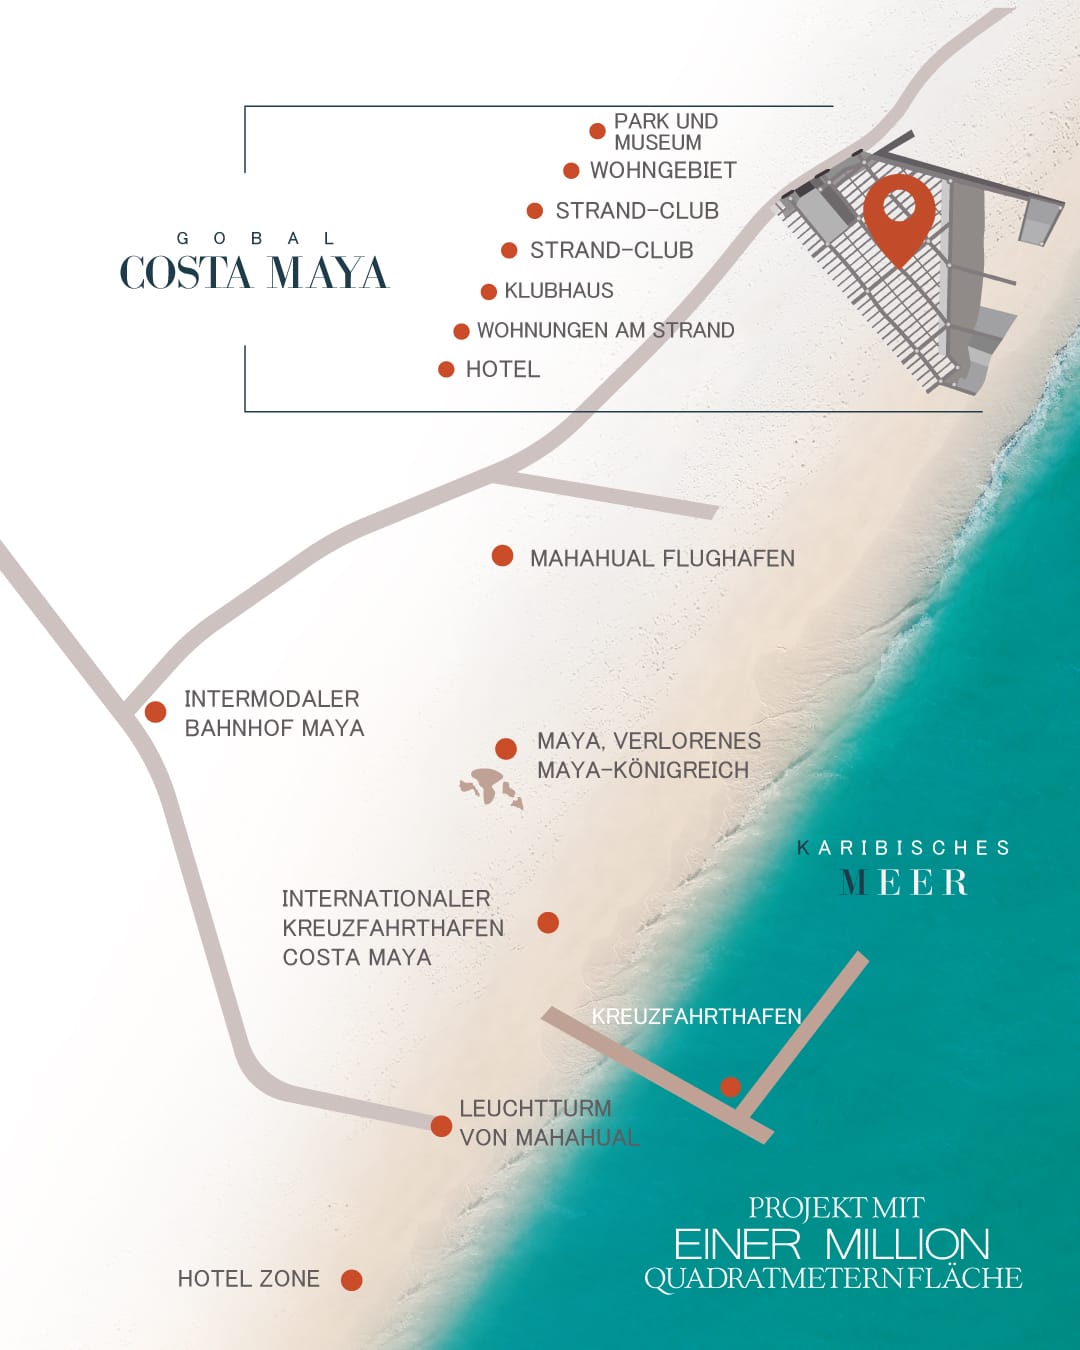 PARK UND
MUSEUM
WOHNGEBIET
STRAND-CLUB
STRAND-CLUB
KLUBHAUS
WOHNUNGEN AM STRAND
HOTEL
GOBAL
COSTA MAYA
MAHAHUAL FLUGHAFEN
INTERMODALER
BAHNHOF MAYA
MAYA, VERLORENES
MAYA-KÖNIGREICH
KARIBISCHES
MEER
INTERNATIONALER
KREUZFAHRTHAFEN
COSTA MAYA
KREUZFAHRTHAFEN
LEUCHTTURM
VON MAHAHUAL
HOTEL ZONE
PROJEKT MIT
EINER MILLION
QUADRATMETERN FLÄCHE